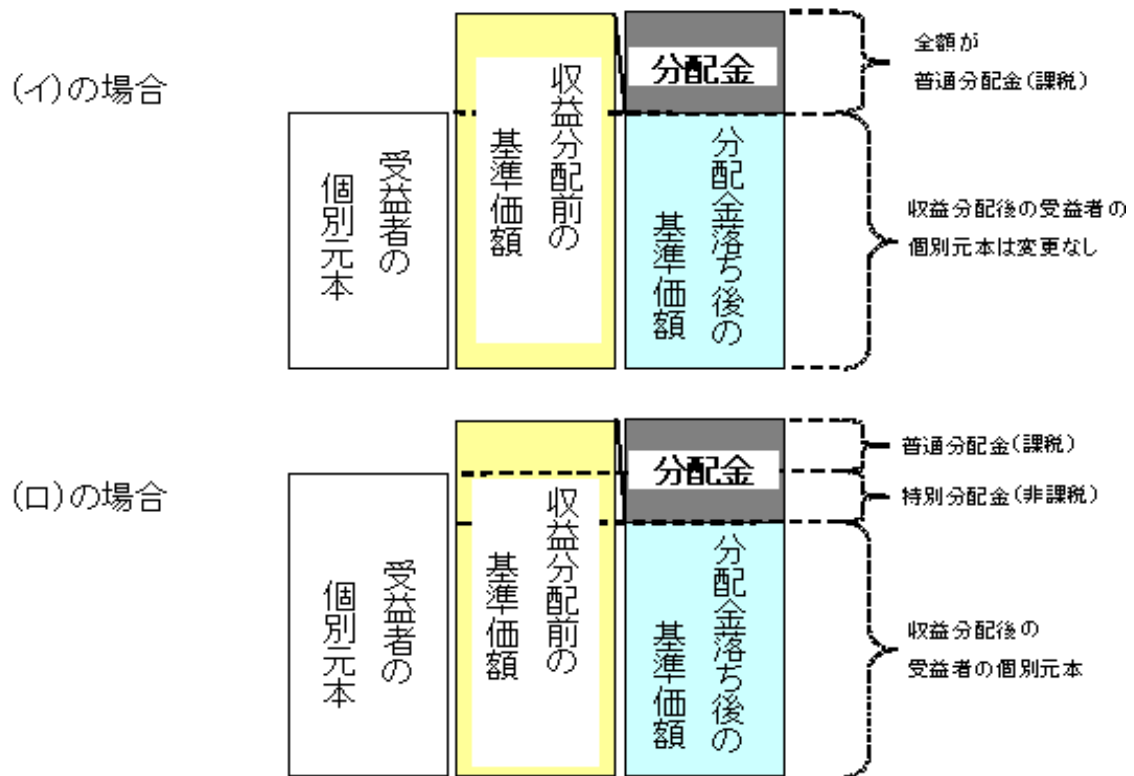 (イ)の場合
受益者の
個別元本
収益分配前の
基準価額
分配金
分配金落ち後の
基準価額
全額が
普通分配金(課税)
収益分配後の受益者の
個別元本は変更なし
(ロ)の場合
受益者の
個別元本
収益分配前の
基準価額
分配金
分配金落ち後の
基準価額
普通分配金(課税)
特別分配金(非課税)
収益分配後の
受益者の個別元本